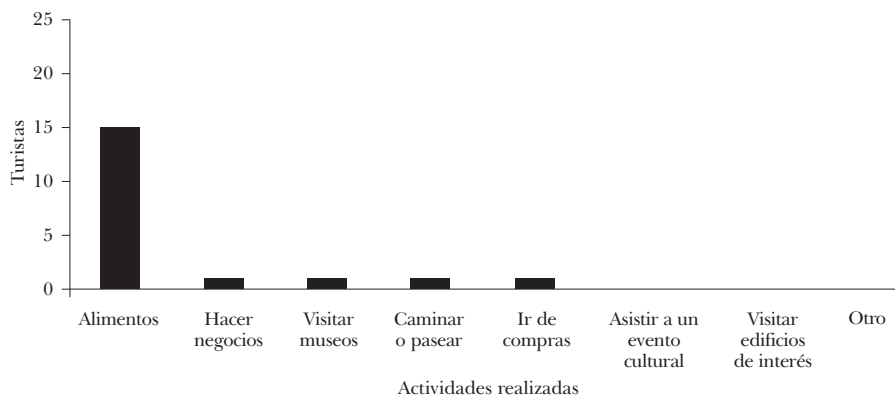 25
20
15
10
5
0
Turistas
Alimentos
Hacer
negocios
Visitar
museos
Caminar
o pasear
Ir de
compras
Asistir a un
evento
cultural
Visitar
edificios
de interés
Otro
Actividades realizadas